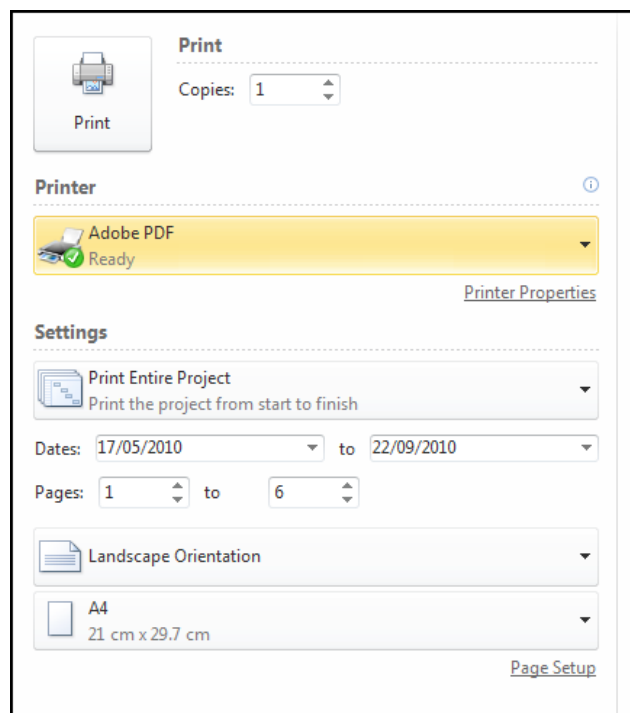 Print
Copies: 1
Print
Printer
Adobe PDF
Ready
Printer Properties
Settings
Print Entire Project
Print the project from start to finish
Dates: 17/05/2010 to 22/09/2010
Pages: 1 to 6
Landscape Orientation
A4
21 cm x 29.7 cm
Page Setup